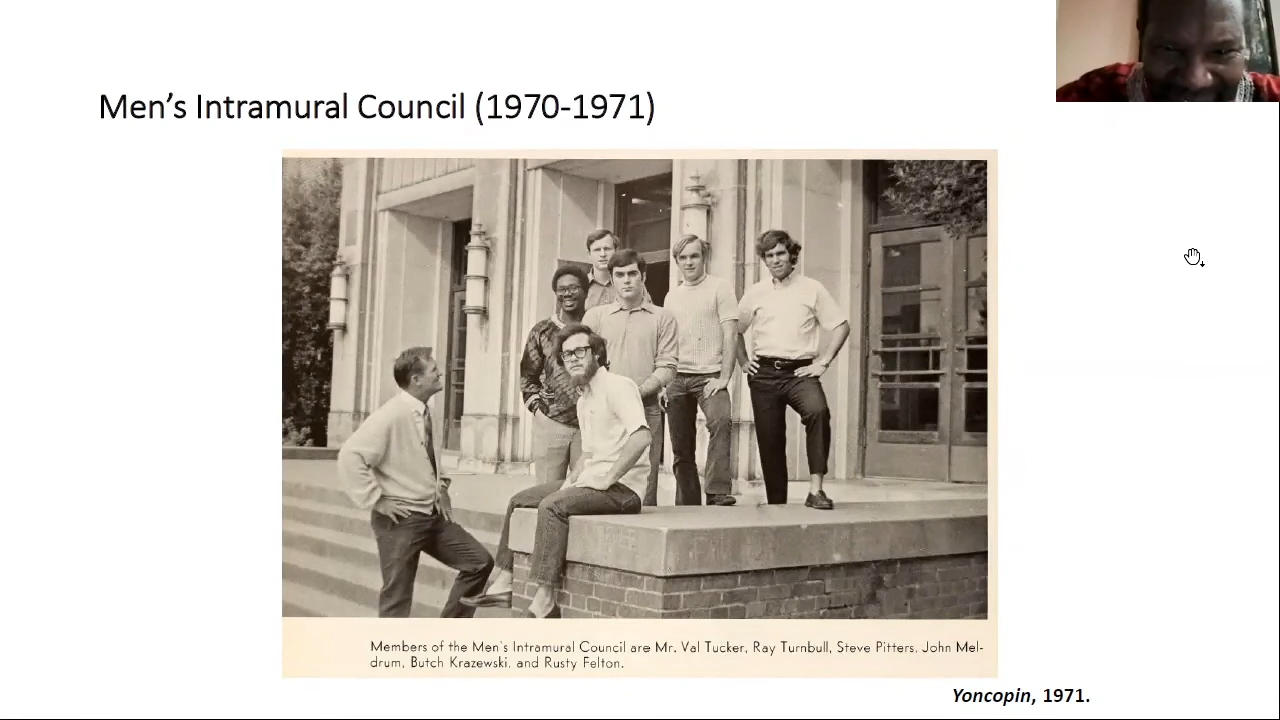 Men’s Intramural Council (1970-1971)
Members of the Men's Intramural Council are Mr. Val Tucker, Ray Turnbull, Steve Pitters, John Mel-
drum, Butch Krazewski, and Rusty Felton.
Yoncopin, 1971.